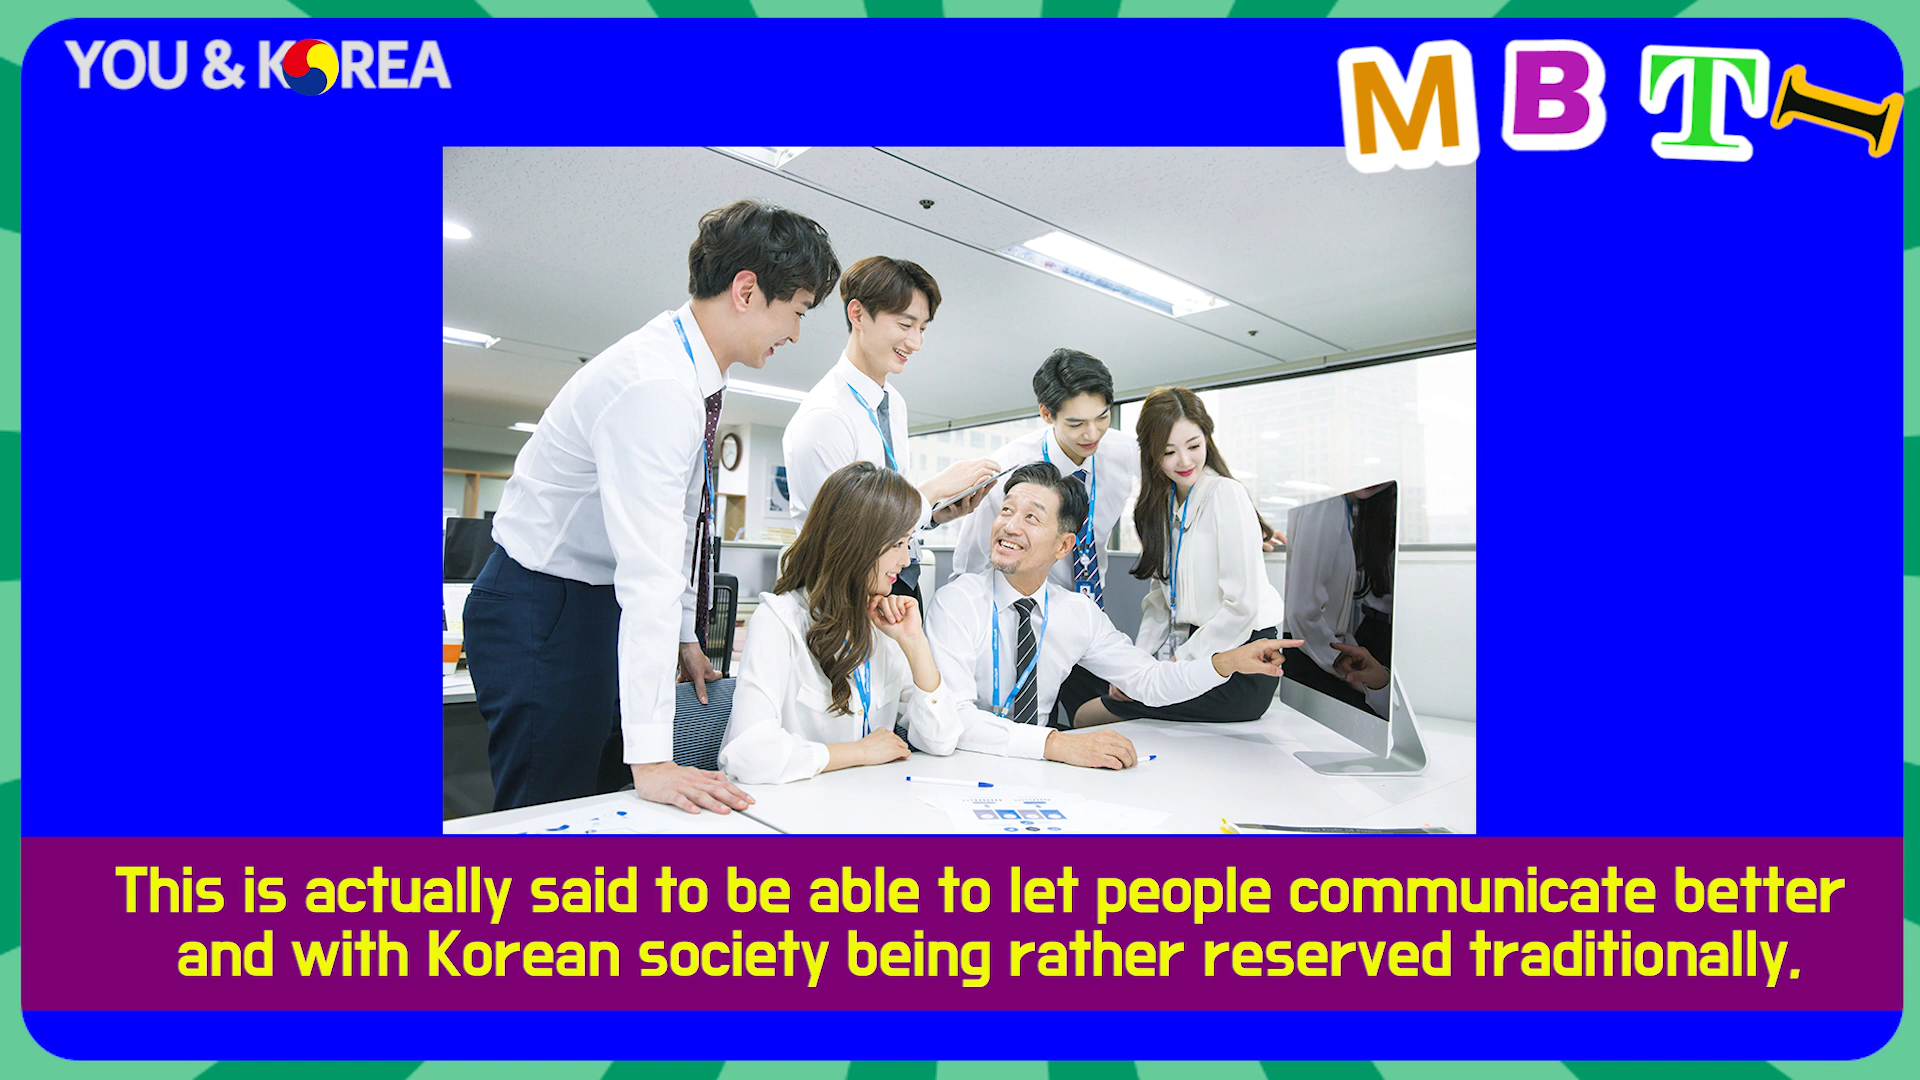 YOU & KOREA
MBTI
This is actually said to be able to let people communicate better
and with Korean society being rather reserved traditionally,